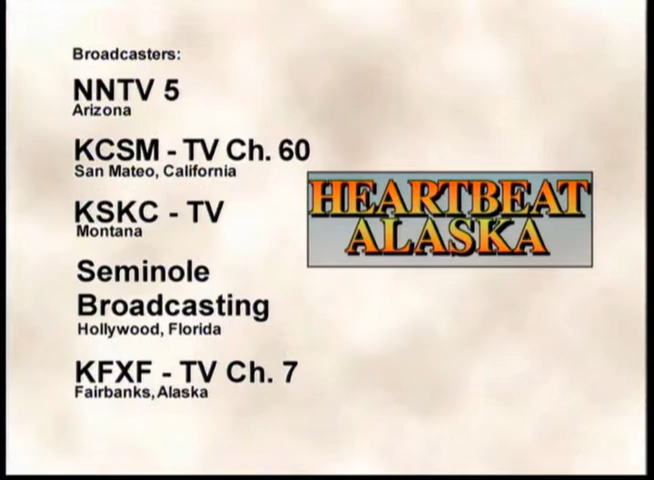 Broadcasters:
NNTV 5
Arizona
KCSM - TV Ch. 60
San Mateo, California
KSKC - TV
Montana
Seminole
Broadcasting
Hollywood, Florida
KFXF - TV Ch. 7
Fairbanks, Alaska
HEARTBEAT
ALASKA